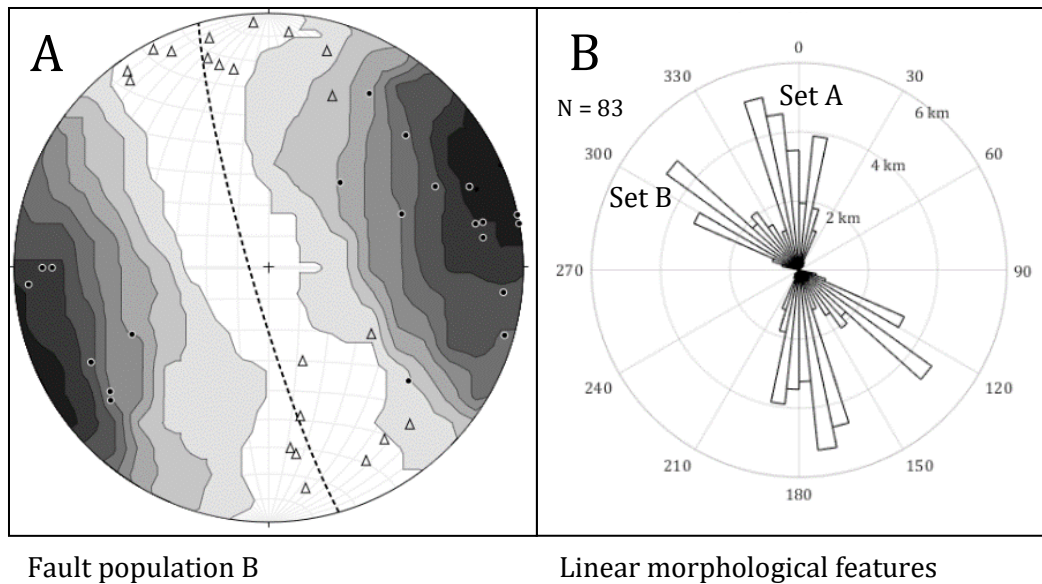 A
B
N = 83
0
30
60
90
120
150
180
210
240
270
300
330
6 km
4 km
2 km
Set A
Set B
Fault population B
Linear morphological features